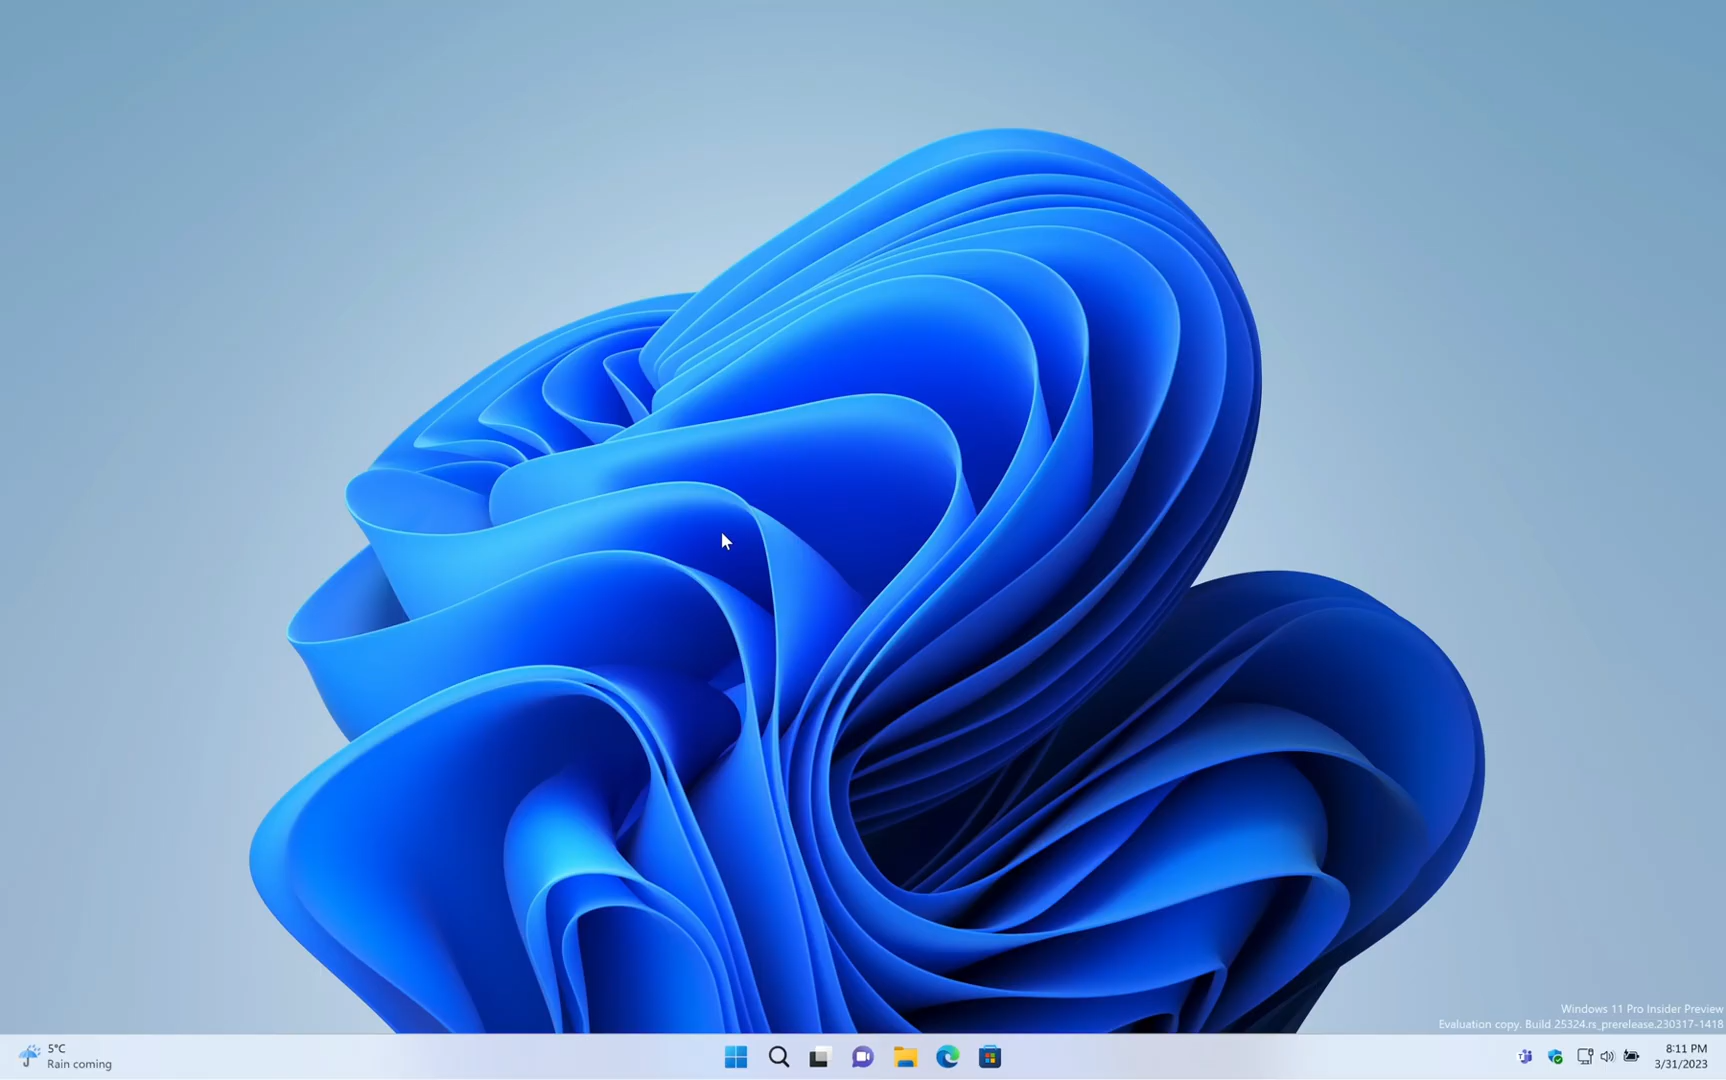 Windows 11 Pro Insider Preview
Evaluation copy. Build 25324.rs_prerelease.230317-1418
5°C
Rain coming
8:11 PM
3/31/2023